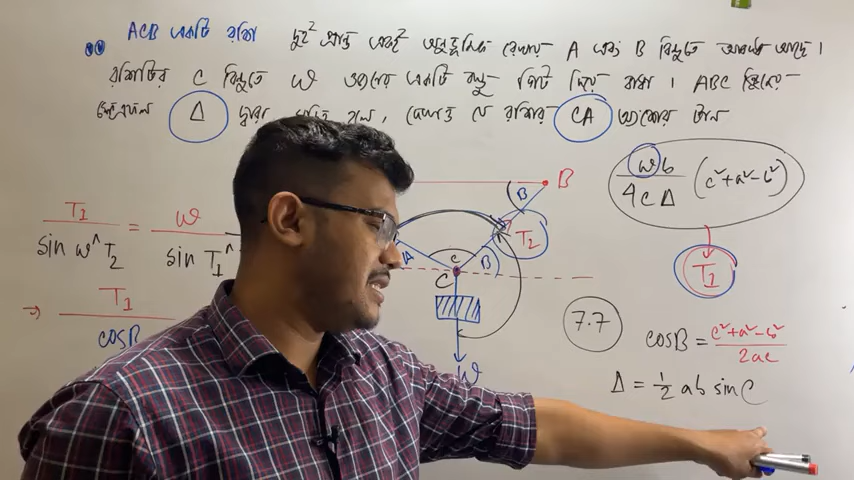 ACB একটি রশি দুই প্রান্ত একই অনুভূমিক রেখায় A এবং B বিন্দুতে আবদ্ধ আছে।
রশিটির C বিন্দুতে W ওজনের একটি বস্তু গিট দিয়ে বাধা। ABC ত্রিভুজের
ক্ষেত্রফল Δ দ্বারা হলে, দেখাও যে রশির CA অংশের টান
Wb/4cΔ (c²+a²-b²)
T₁
B
B
T₂
A
C
B
C
W
T₁/sin W^T₂ = W/sin T₁^
⇒ T₁/cosB
7.7
cosB = c²+a²-b²/2ac
Δ = ½ ab sinC